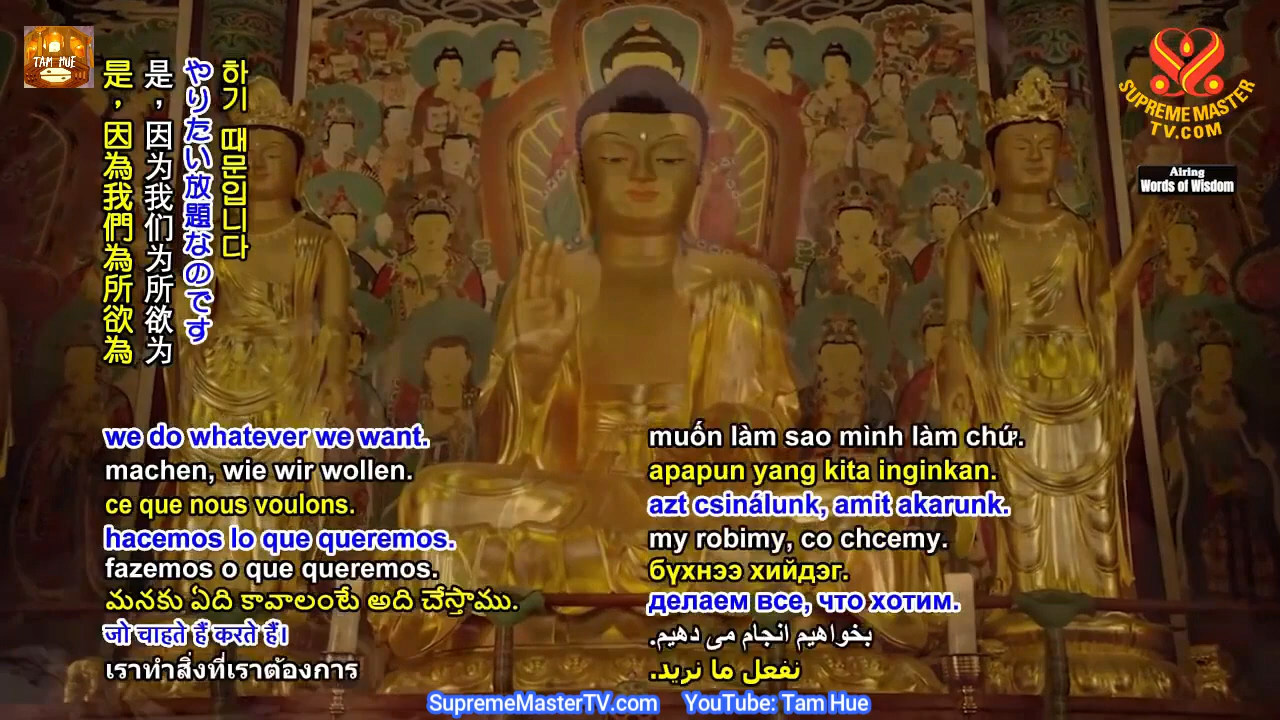 TAM HUE
SUPREME MASTER
TV.COM
Airing
Words of Wisdom
하기 때문입니다
やりたい放題なのです
是，因为我们为所欲为
是，因為我們為所欲為
we do whatever we want.
machen, wie wir wollen.
ce que nous voulons.
hacemos lo que queremos.
fazemos o que queremos.
మనకు ఏది కావాలంటే అది చేస్తాము.
जो चाहते हैं करते हैं।
เราทำสิ่งที่เราต้องการ
muốn làm sao mình làm chứ.
apapun yang kita inginkan.
azt csinálunk, amit akarunk.
my robimy, co chcemy.
бүхнээ хийдэг.
делаем все, что хотим.
بخواهیم انجام می دهیم.
نفعل ما نريد.
SupremeMasterTV.com YouTube: Tam Hue